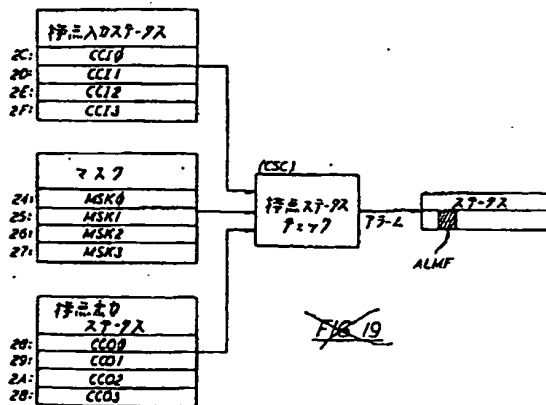 接点入力ステータス
2C: CCI0
2D: CCI1
2E: CCI2
2F: CCI3
マスク
24: MSK0
25: MSK1
26: MSK2
27: MSK3
接点出力
ステータス
28: CCO0
29: CCO1
2A: CCO2
2B: CCO3
(CSC)
接点ステータス
チェック
アラーム
ステータス
ALMF
FIG 19